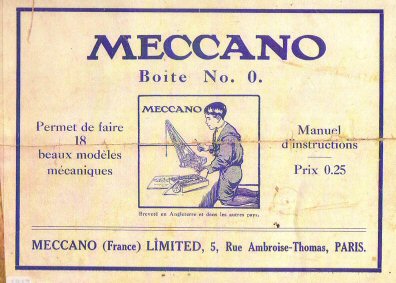 MECCANO
Boite No. 0.
Permet de faire
18
beaux modèles
mécaniques
MECCANO
Breveté en Angleterre et dans les autres pays.
Manuel
d'instructions
Prix 0.25
MECCANO (France) LIMITED, 5, Rue Ambroise-Thomas, PARIS.